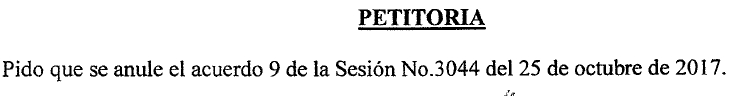 PETITORIA
Pido que se anule el acuerdo 9 de la Sesión No.3044 del 25 de octubre de 2017.